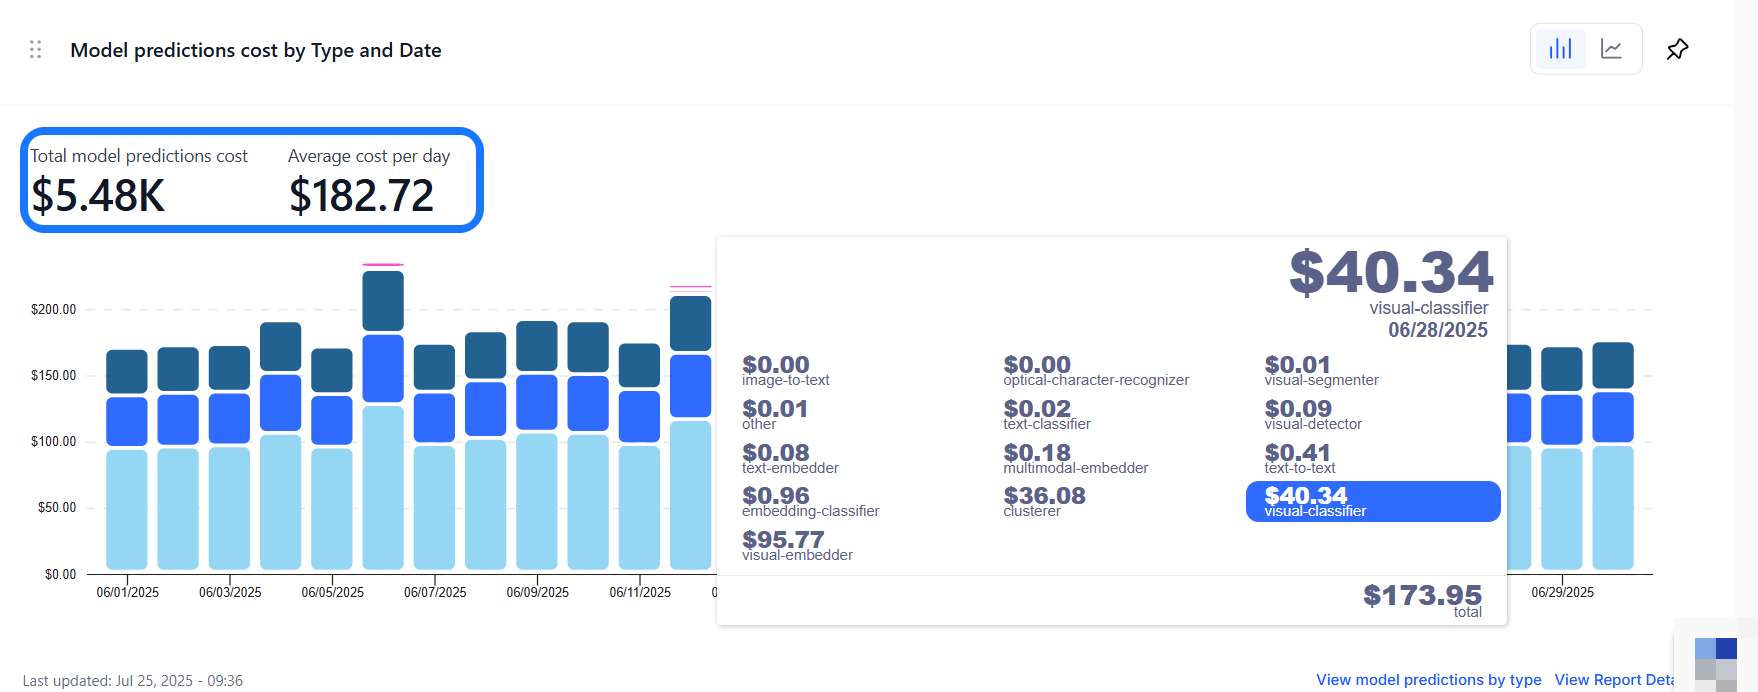 Model predictions cost by Type and Date
Total model predictions cost
Average cost per day
$5.48K
$182.72
$40.34
visual-classifier
06/28/2025
$200.00
$150.00
$100.00
$50.00
$0.00
$0.00
image-to-text
$0.00
optical-character-recognizer
$0.01
visual-segmenter
$0.01
other
$0.02
text-classifier
$0.09
visual-detector
$0.08
text-embedder
$0.18
multimodal-embedder
$0.41
text-to-text
$0.96
embedding-classifier
$36.08
clusterer
$40.34
visual-classifier
$95.77
visual-embedder
$173.95
total
06/01/2025
06/03/2025
06/05/2025
06/07/2025
06/09/2025
06/11/2025
06/29/2025
Last updated: Jul 25, 2025 - 09:36
View model predictions by type
View Report